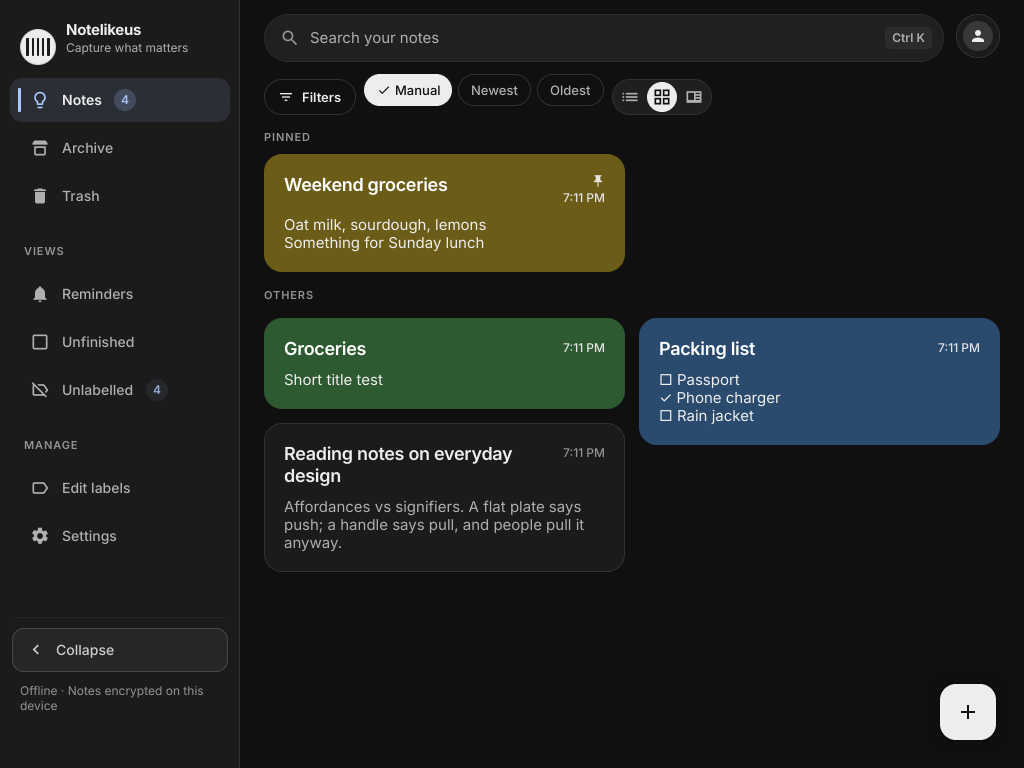 Notelikeus
Capture what matters
Notes 4
Archive
Trash
VIEWS
Reminders
Unfinished
Unlabelled 4
MANAGE
Edit labels
Settings
Collapse
Offline · Notes encrypted on this
device
Search your notes Ctrl K
Filters Manual Newest Oldest
PINNED
Weekend groceries
7:11 PM
Oat milk, sourdough, lemons
Something for Sunday lunch
OTHERS
Groceries 7:11 PM
Short title test
Reading notes on everyday 7:11 PM
design
Affordances vs signifiers. A flat plate says
push; a handle says pull, and people pull it
anyway.
Packing list 7:11 PM
☐ Passport
✓ Phone charger
☐ Rain jacket